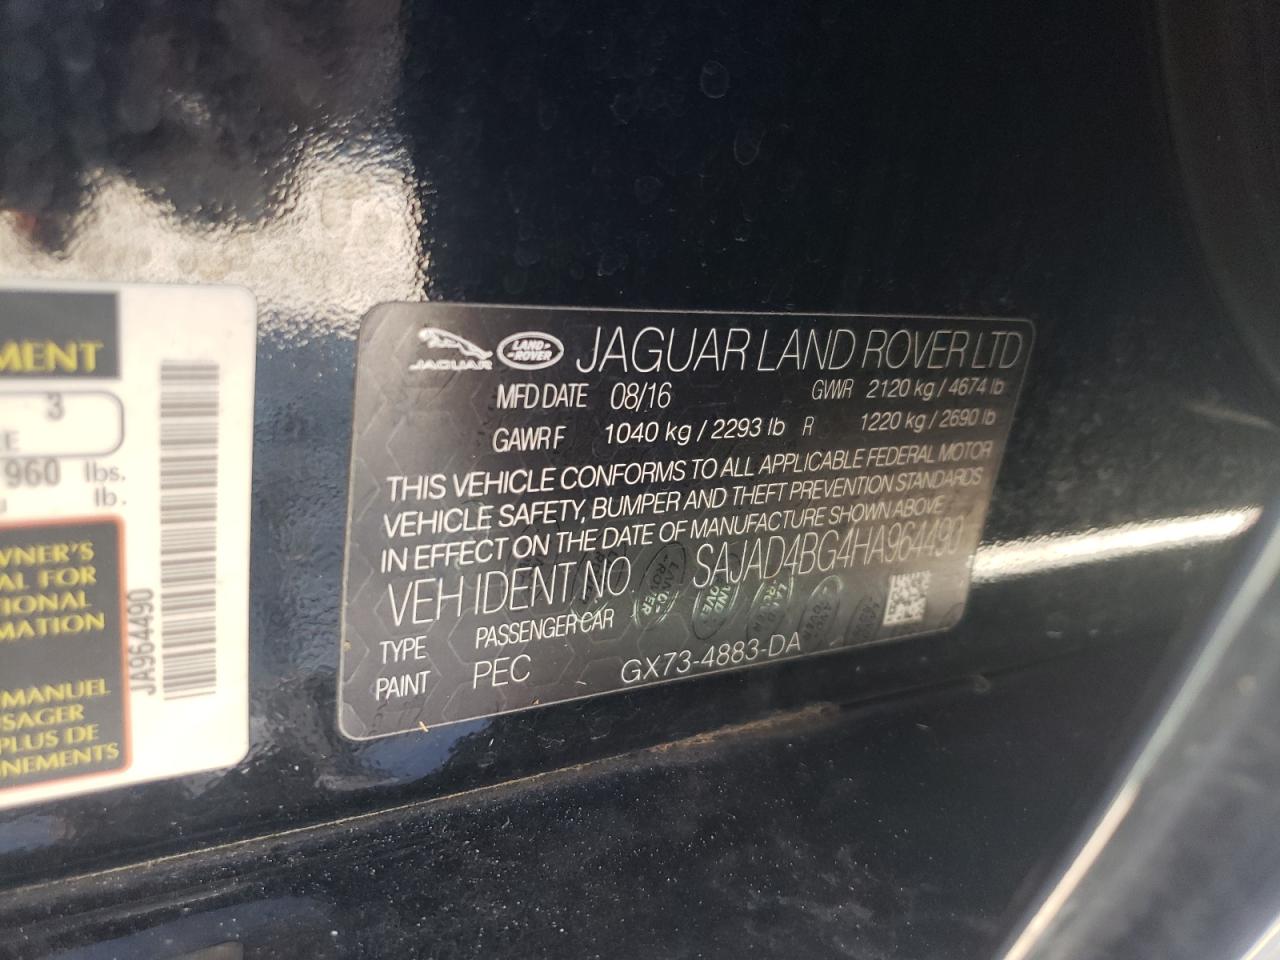 MENT
3
E
960 lbs.
lb.
WNER'S
AL FOR
TIONAL
MATION
MANUEL
SAGER
PLUS DE
NEMENTS
JA964490
JAGUAR LAND ROVER JAGUAR LAND ROVER LTD
MFD DATE 08/16 GVWR 2120 kg / 4674 lb
GAWR F 1040 kg / 2293 lb R 1220 kg / 2690 lb
THIS VEHICLE CONFORMS TO ALL APPLICABLE FEDERAL MOTOR
VEHICLE SAFETY, BUMPER AND THEFT PREVENTION STANDARDS
IN EFFECT ON THE DATE OF MANUFACTURE SHOWN ABOVE
VEH IDENT NO SAJAD4BG4HA964490
TYPE PASSENGER CAR
PAINT PEC GX73-4883-DA